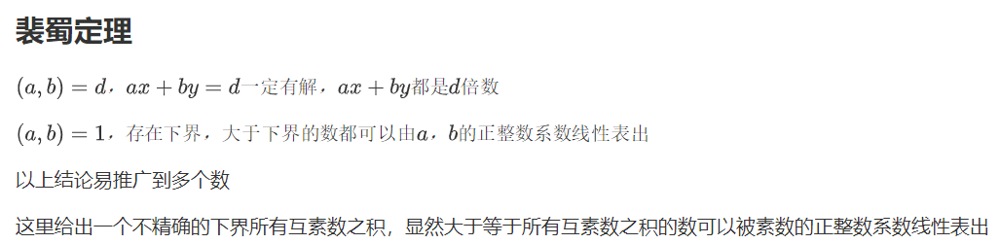 裴蜀定理
(a, b) = d，ax + by = d一定有解，ax + by都是d倍数
(a, b) = 1，存在下界，大于下界的数都可以由a，b的正整数系数线性表出
以上结论易推广到多个数
这里给出一个不精确的下界所有互素数之积，显然大于等于所有互素数之积的数可以被素数的正整数系数线性表出